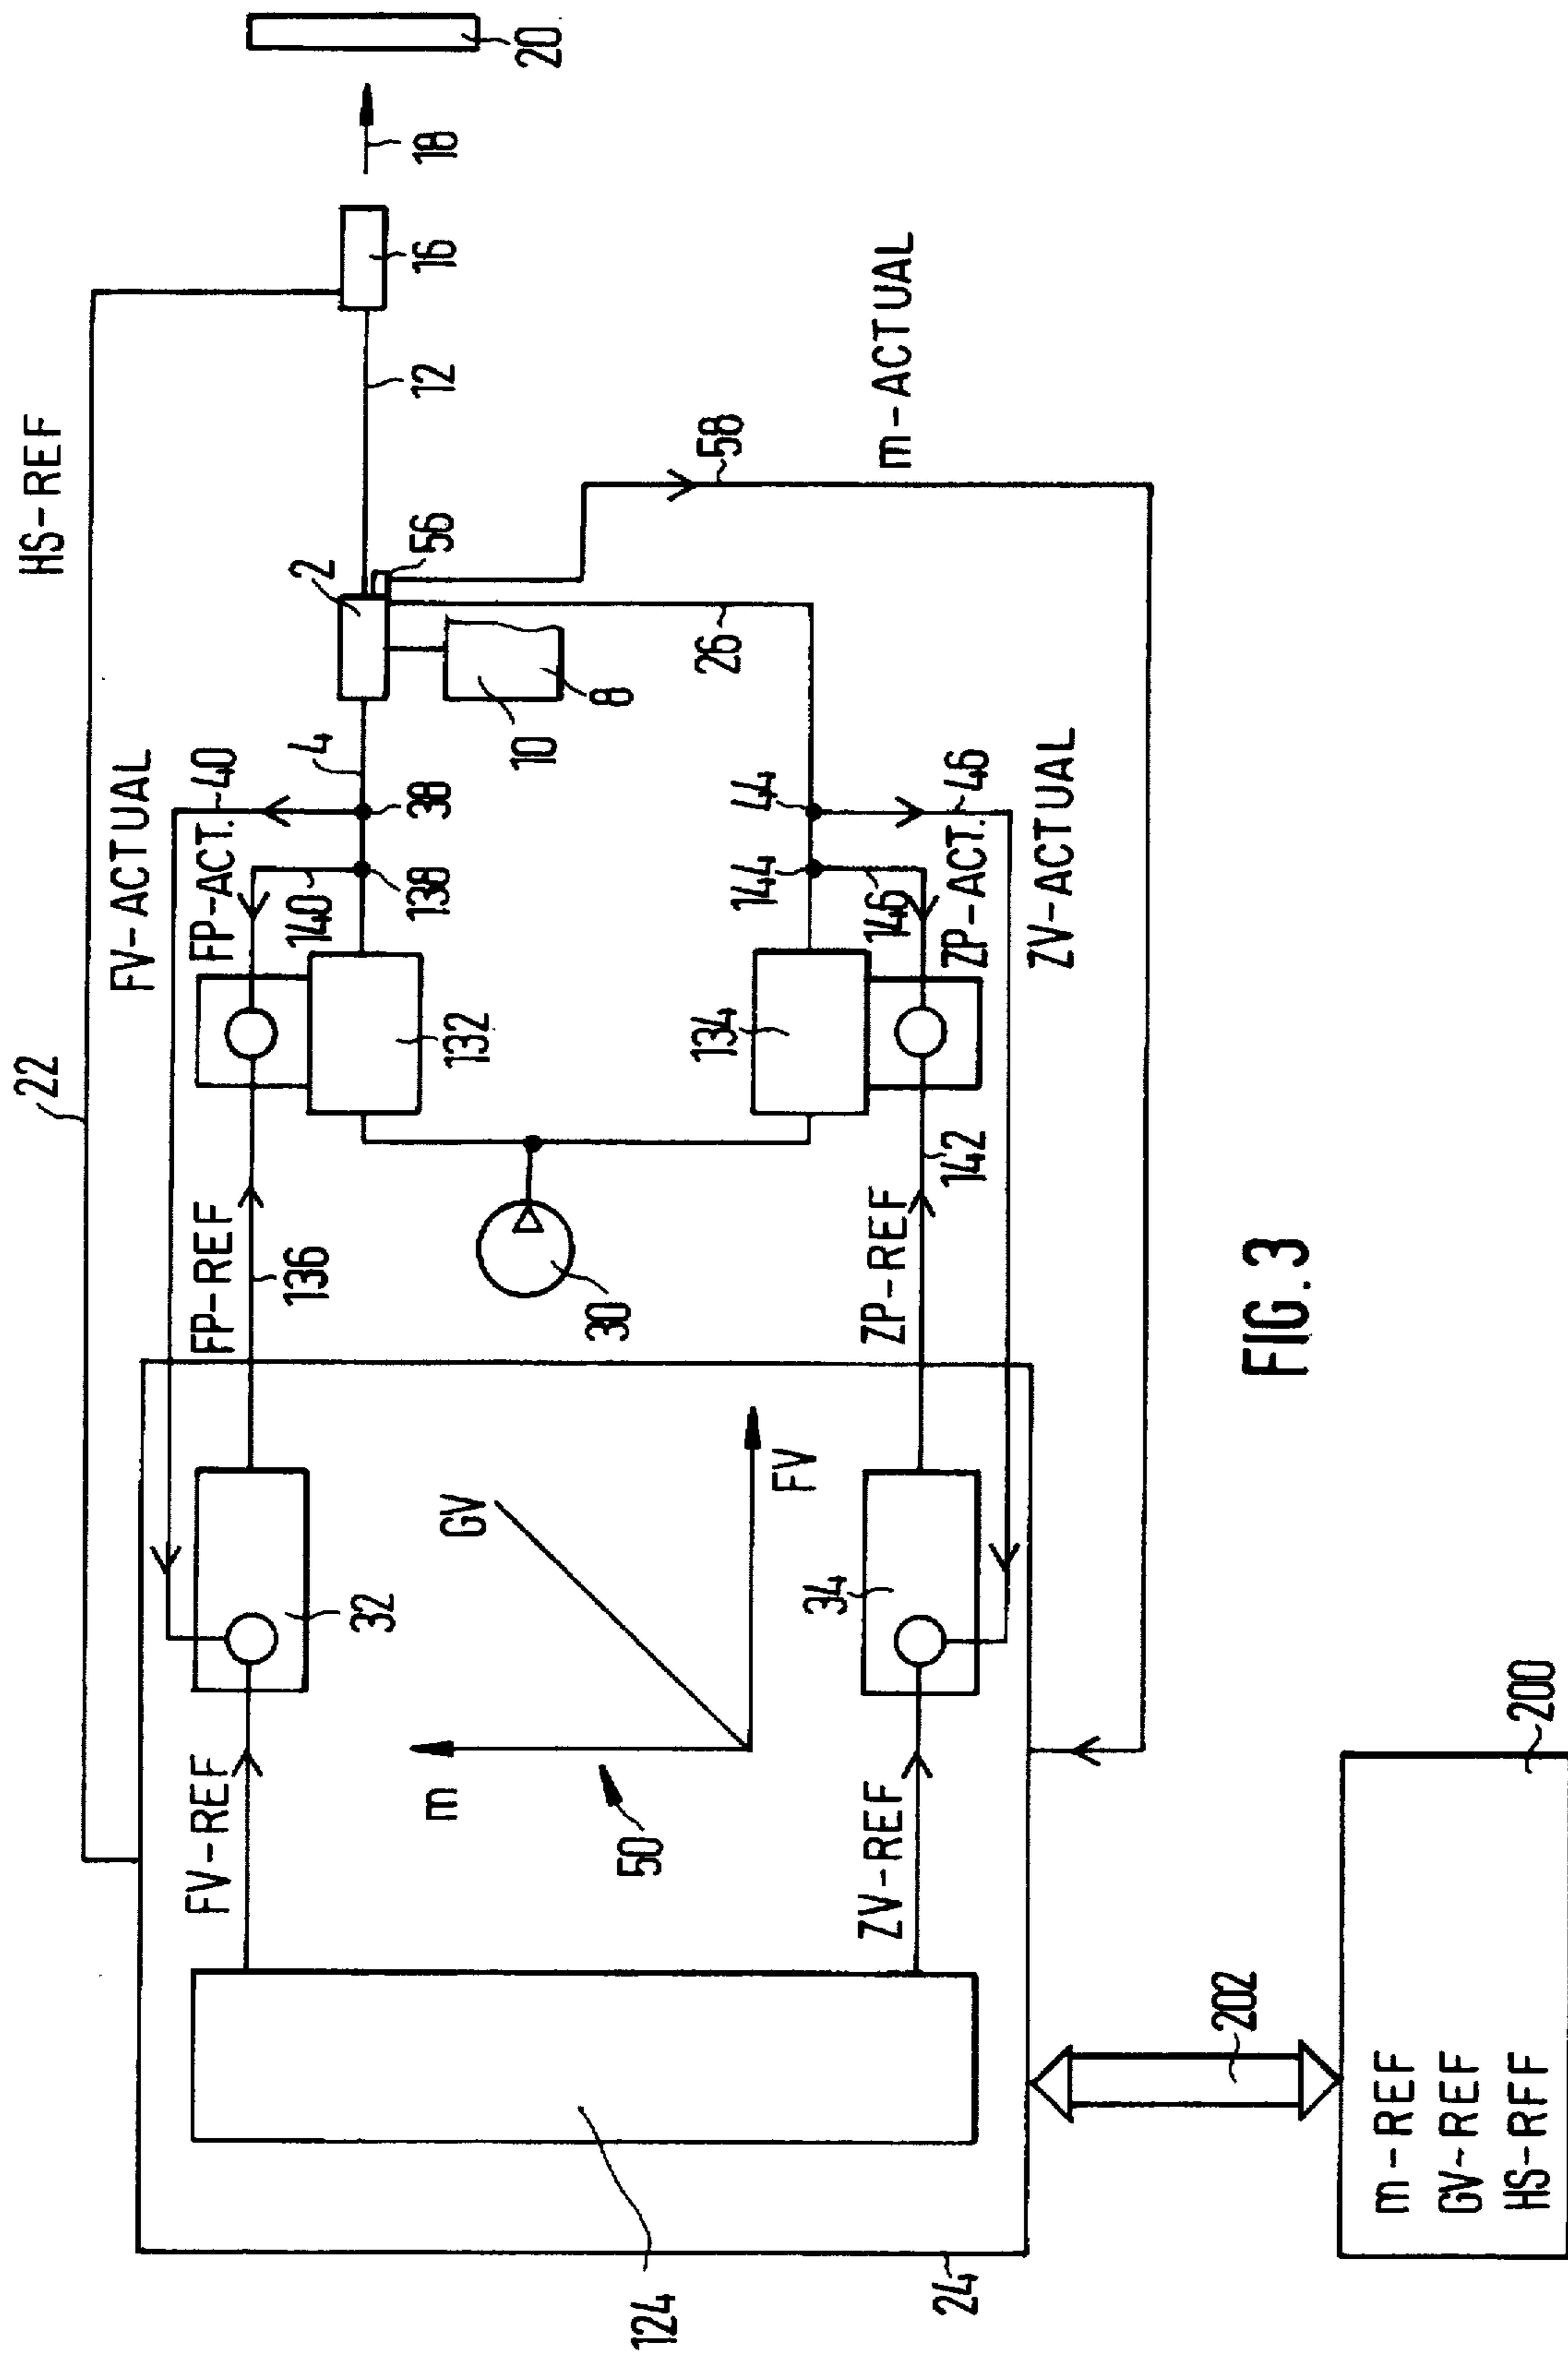 HS-REF
22
20
18
16
12
m-ACTUAL
58
56
2
26
8
10
4
38
40
FV-ACTUAL
FP-ACT.
140
138
44
144
46
ZP-ACT.
146
ZV-ACTUAL
132
134
142
30
FP-REF
136
ZP-REF
FIG. 3
GV
FV
m
50
32
34
FV-REF
ZV-REF
124
24
202
200
m-REF
GV-REF
HS-RFF